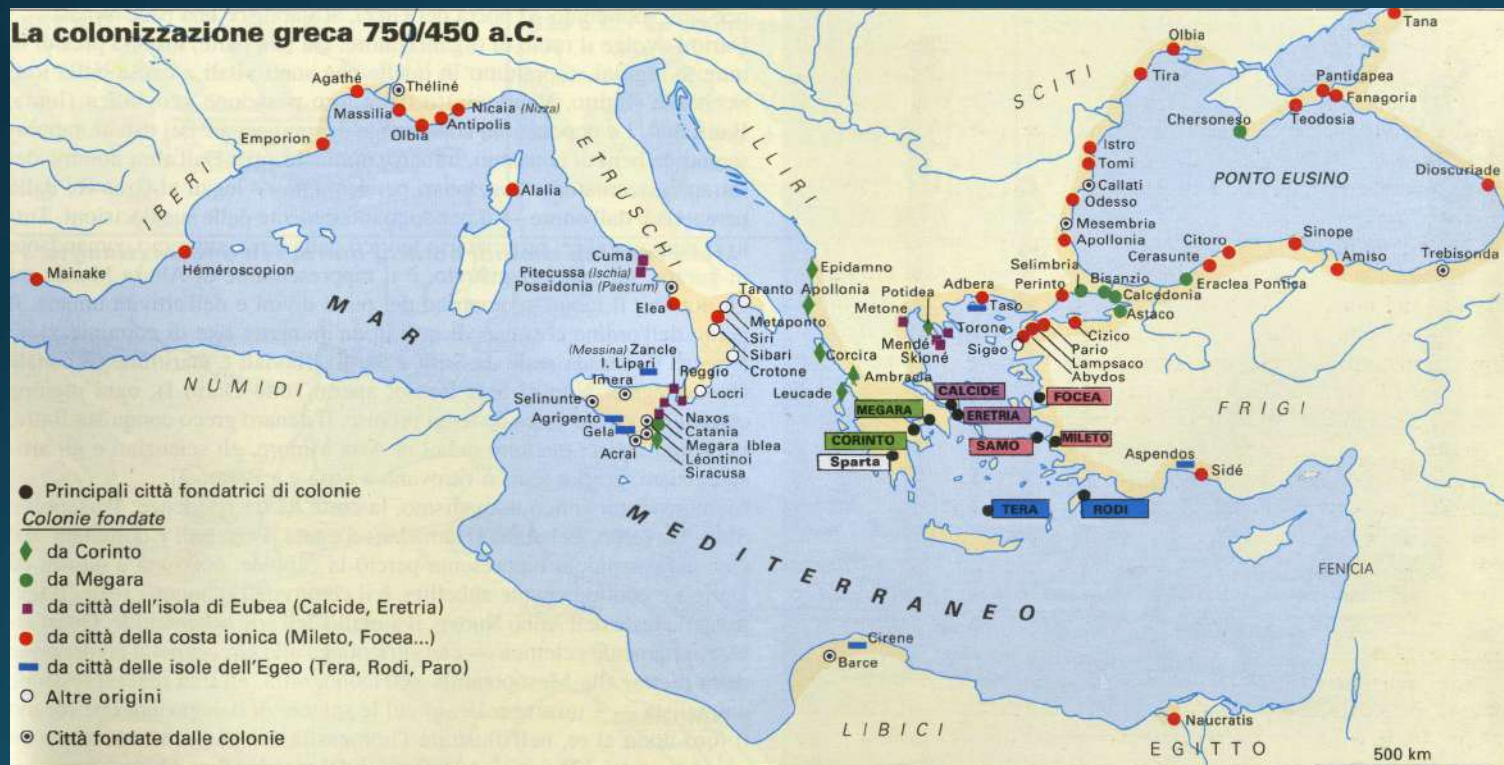 La colonizzazione greca 750/450 a.C.
Tana
Olbia
Tira
SCITI
Panticapea
Fanagoria
Teodosia
Chersoneso
Agathé
Théliné
Massilia
Nicaia (Nizza)
Antipolis
Olbia
Emporion
ETRUSCHI
ILLIRI
IBERI
Alalia
Istro
Tomi
Callati
Odesso
PONTO EUSINO
Dioscuriade
Mesembria
Apollonia
Mainake
Héméroscopion
Cuma
Pitecussa (Ischia)
Poseidonia (Paestum)
Elea
Taranto
Metaponto
Siri
Sibari
Crotone
Epidamno
Apollonia
Potidea
Metone
Adbera
Taso
Selimbria
Perinto
Bisanzio
Calcedonia
Astaco
Citoro
Cerasunte
Sinope
Amiso
Trebisonda
Eraclea Pontica
MAR
MEDITERRANEO
(Messina) Zancle
I. Lipari
Imera
Reggio
Locri
Selinunte
Agrigento
Gela
Acrai
Naxos
Catania
Megara Iblea
Léontinoi
Siracusa
Corcira
Ambracia
Leucade
Mendé
Skioné
Torone
Sigeo
Cizico
Pario
Lampsaco
Abydos
NUMIDI
CALCIDE
ERETRIA
MEGARA
CORINTO
Sparta
FOCEA
SAMO
MILETO
FRIGI
Aspendos
Sidé
TERA
RODI
FENICIA
Cirene
Barce
LIBICI
Naucratis
EGITTO
500 km
Principali città fondatrici di colonie
Colonie fondate
da Corinto
da Megara
da città dell'isola di Eubea (Calcide, Eretria)
da città della costa ionica (Mileto, Focea...)
da città delle isole dell'Egeo (Tera, Rodi, Paro)
Altre origini
Città fondate dalle colonie